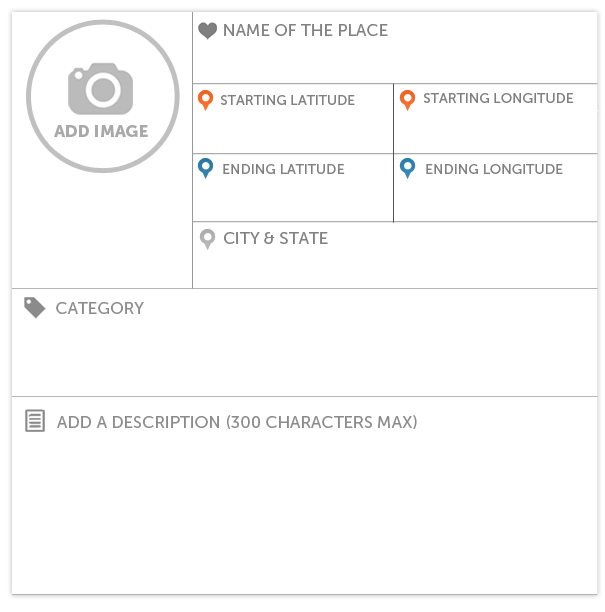 ADD IMAGE
NAME OF THE PLACE
STARTING LATITUDE
STARTING LONGITUDE
ENDING LATITUDE
ENDING LONGITUDE
CITY & STATE
CATEGORY
ADD A DESCRIPTION (300 CHARACTERS MAX)